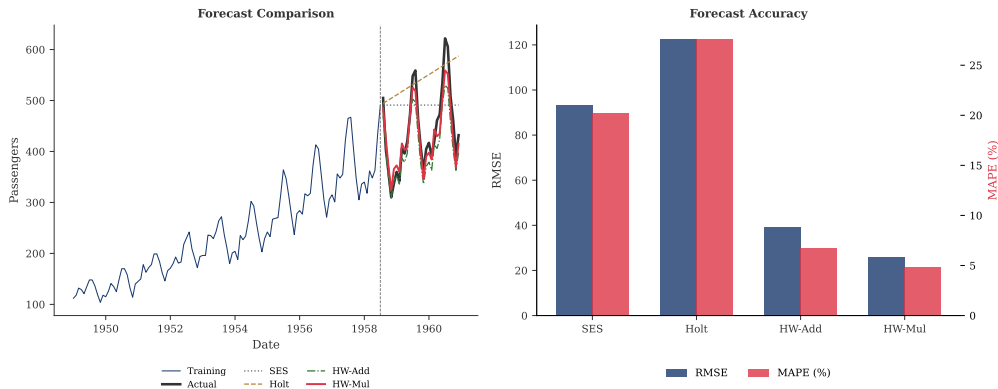 Forecast Comparison
Passengers
600
500
400
300
200
100
1950
1952
1954
1956
1958
1960
Date
Training
Actual
SES
Holt
HW-Add
HW-Mul
Forecast Accuracy
RMSE
120
100
80
60
40
20
0
SES
Holt
HW-Add
HW-Mul
25
20
15
10
5
0
MAPE (%)
RMSE
MAPE (%)